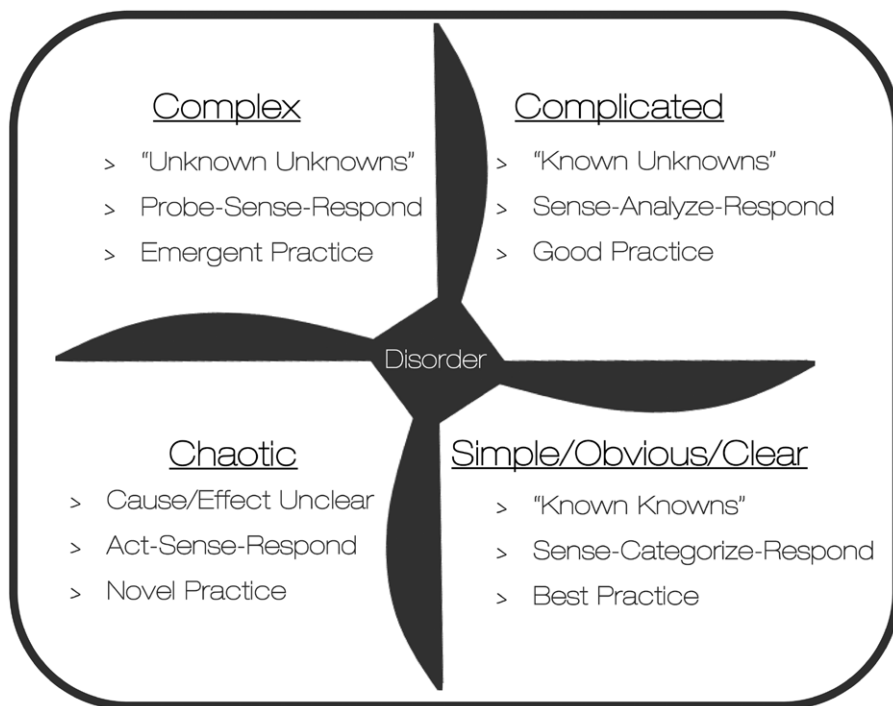 Complex
> “Unknown Unknowns”
> Probe-Sense-Respond
> Emergent Practice
Complicated
> “Known Unknowns”
> Sense-Analyze-Respond
> Good Practice
Disorder
Chaotic
> Cause/Effect Unclear
> Act-Sense-Respond
> Novel Practice
Simple/Obvious/Clear
> “Known Knowns”
> Sense-Categorize-Respond
> Best Practice